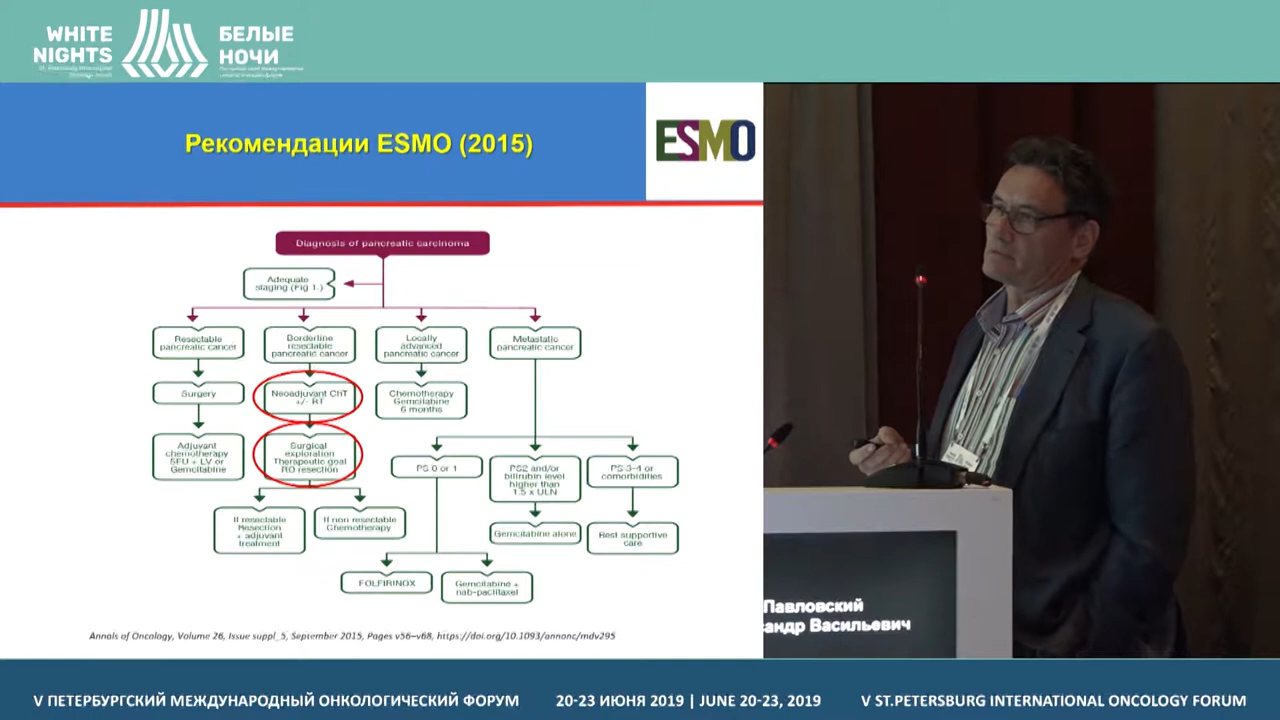 WHITE
NIGHTS
БЕЛЫЕ
НОЧИ
Рекомендации ESMO (2015)
ESMO
Diagnosis of pancreatic carcinoma
Adequate
staging (Fig 1.)
Resectable
pancreatic cancer
Borderline
resectable
pancreatic cancer
Locally
advanced
pancreatic cancer
Metastatic
pancreatic cancer
Surgery
Neoadjuvant ChT
+/- RT
Chemotherapy
Gemcitabine
6 months
Adjuvant
chemotherapy
5FU + LV or
Gemcitabine
Surgical
exploration
Therapeutic goal
R0 resection
PS 0 or 1
PS2 and/or
bilirubin level
higher than
1.5 x ULN
PS 3-4 or
comorbidities
If resectable
Resection
+ adjuvant
treatment
If non resectable
Chemotherapy
Gemcitabine alone
Best supportive
care
FOLFIRINOX
Gemcitabine +
nab-paclitaxel
Annals of Oncology, Volume 26, Issue suppl_5, September 2015, Pages v56–v68, https://doi.org/10.1093/annonc/mdv295
Павловский
андр Васильевич
V ПЕТЕРБУРГСКИЙ МЕЖДУНАРОДНЫЙ ОНКОЛОГИЧЕСКИЙ ФОРУМ
20-23 ИЮНЯ 2019 | JUNE 20-23, 2019
V ST.PETERSBURG INTERNATIONAL ONCOLOGY FORUM